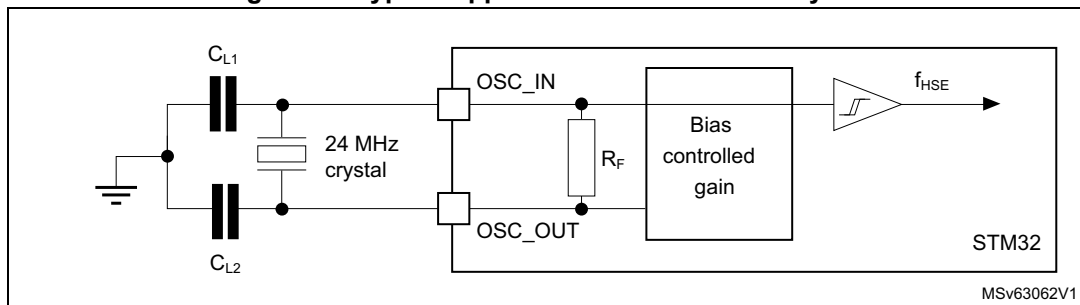 C_L1
OSC_IN
f_HSE
24 MHz
crystal
R_F
Bias
controlled
gain
OSC_OUT
C_L2
STM32
MSv63062V1